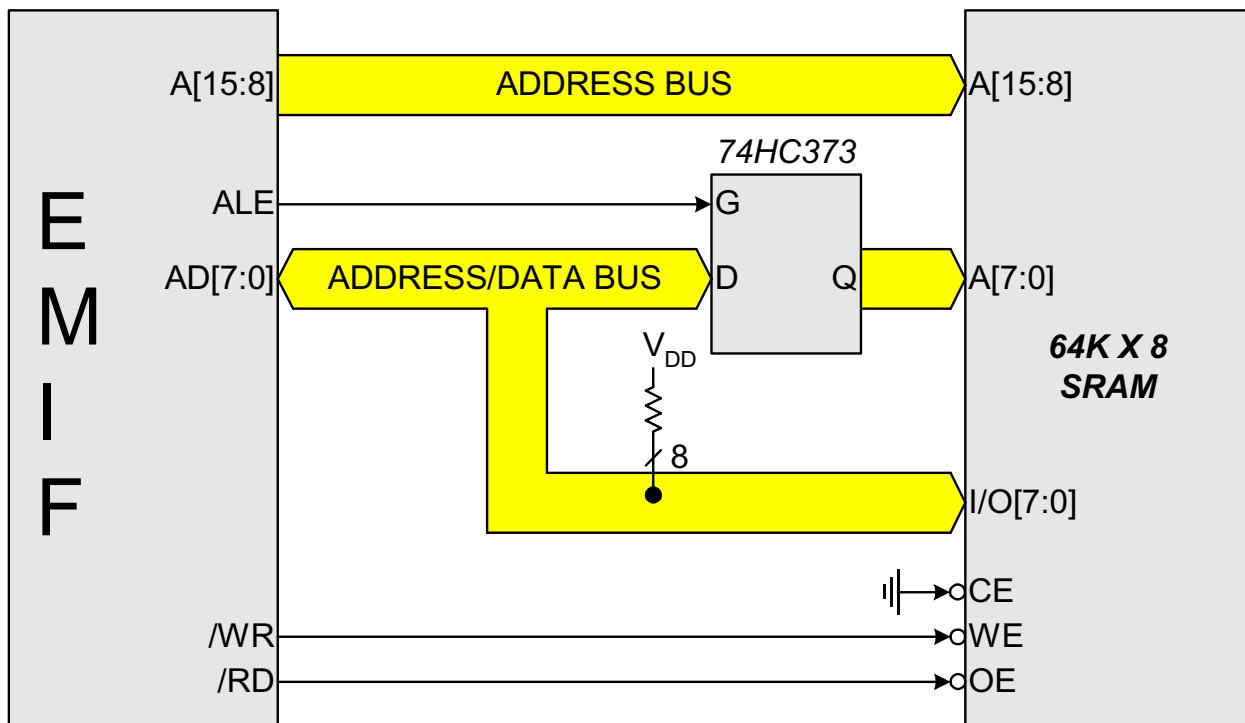 A[15:8]
ADDRESS BUS
A[15:8]
74HC373
ALE
G
AD[7:0]
ADDRESS/DATA BUS
D
Q
A[7:0]
E
M
I
F
VDD
8
64K X 8
SRAM
I/O[7:0]
CE
/WR
WE
/RD
OE